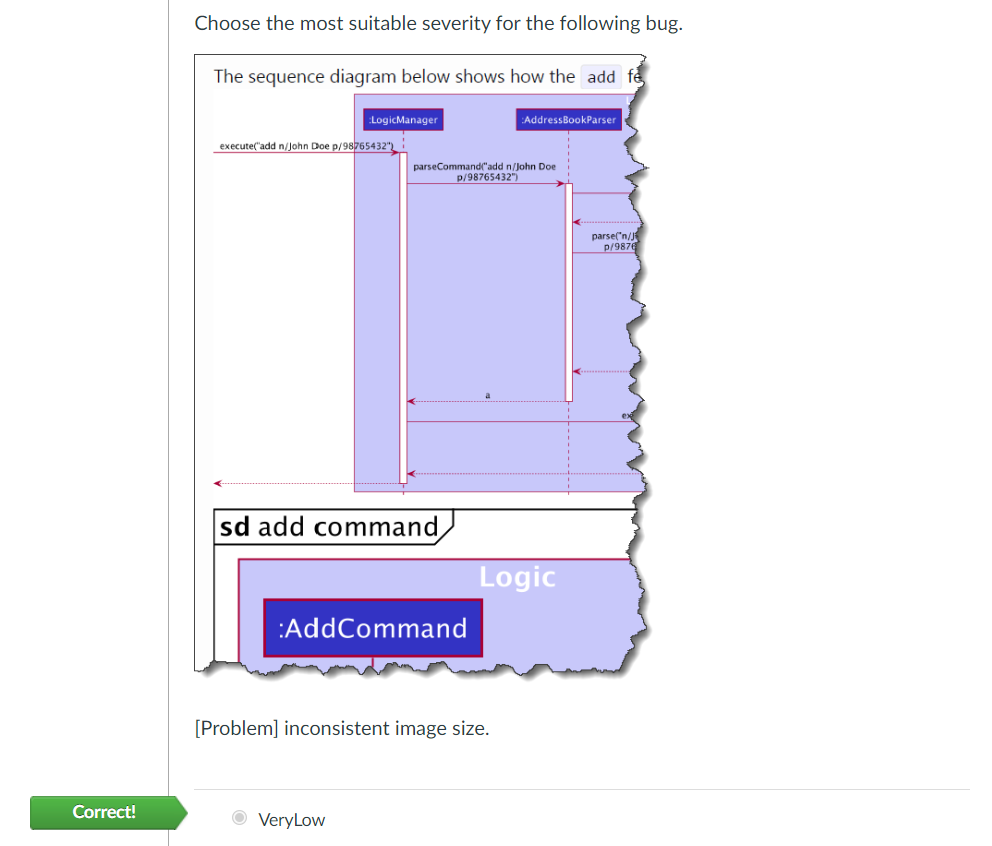 Choose the most suitable severity for the following bug.
The sequence diagram below shows how the add
:LogicManager
:AddressBookParser
execute("add n/John Doe p/98765432")
parseCommand("add n/John Doe
p/98765432")
parse("n/J
p/9876
a
ex
sd add command
Logic
:AddCommand
[Problem] inconsistent image size.
Correct!
VeryLow